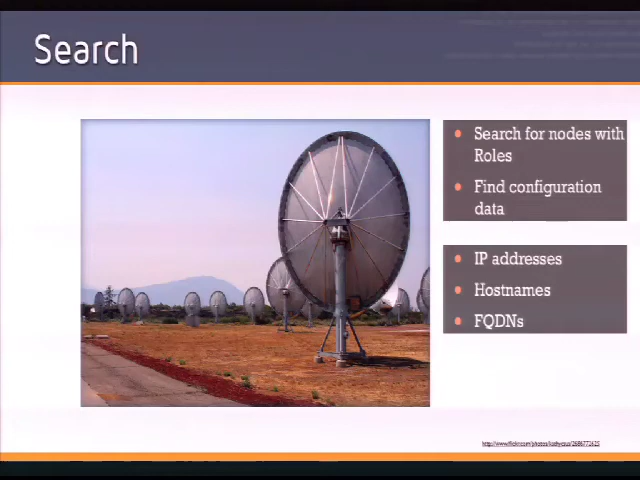 Search
Search for nodes with
Roles
Find configuration
data
IP addresses
Hostnames
FQDNs